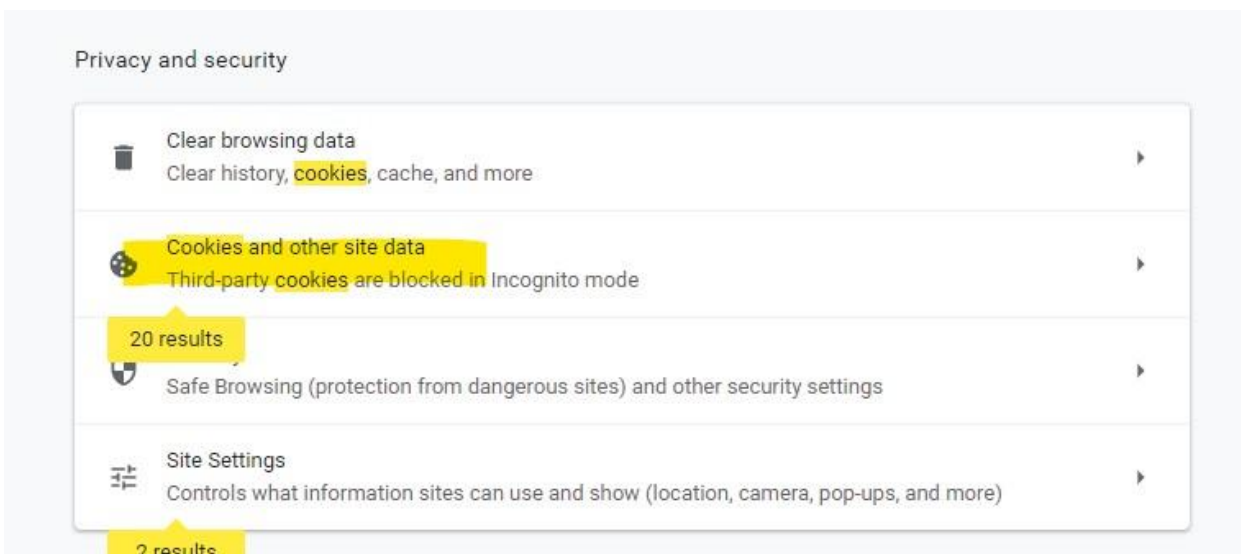 Privacy and security
Clear browsing data
Clear history, cookies, cache, and more
Cookies and other site data
Third-party cookies are blocked in Incognito mode
20 results
Safe Browsing (protection from dangerous sites) and other security settings
Site Settings
Controls what information sites can use and show (location, camera, pop-ups, and more)
2 results